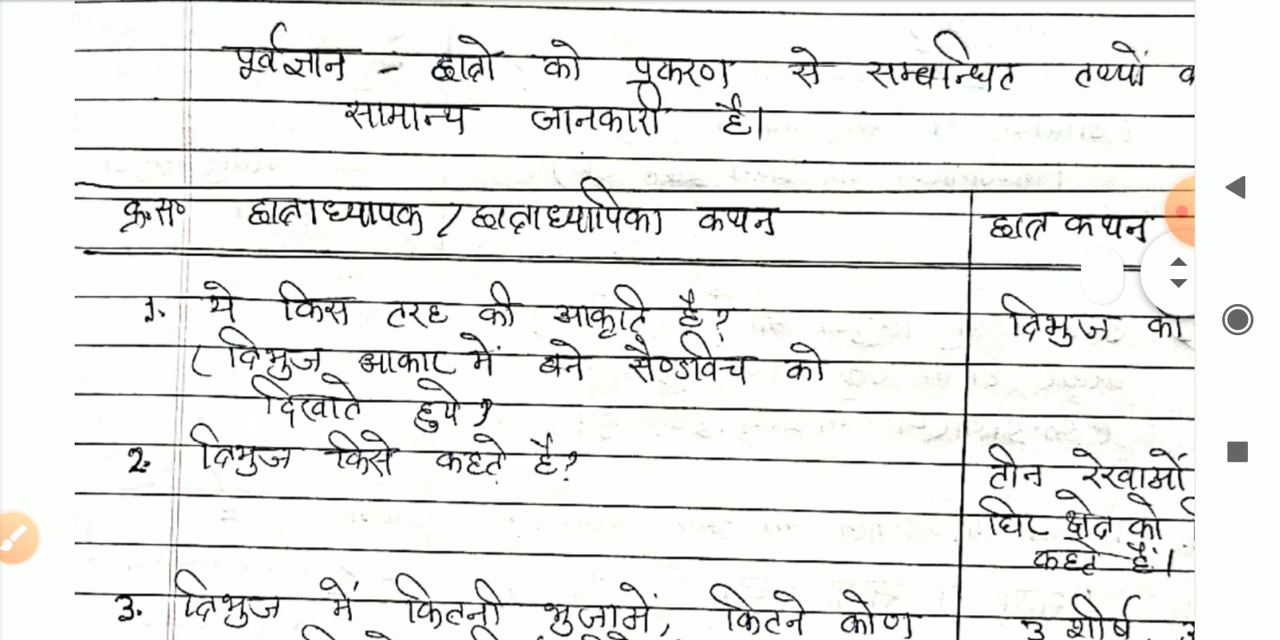 पूर्वज्ञान - छात्रों को प्रकरण से सम्बन्धित तथ्यों
सामान्य जानकारी है।
क्र.स० छात्राध्यापक / छात्राध्यापिका कथन छात्र कथन
1. ये किस तरह की आकृति है? त्रिभुज की
( त्रिभुज आकार में बने सैण्डविच को
दिखाते हुये )
2. त्रिभुज किसे कहते है? तीन रेखाओं
घिरे क्षेत्र को
कहते हैं।
3. त्रिभुज में कितनी भुजायें, कितने कोण 3 शीर्ष